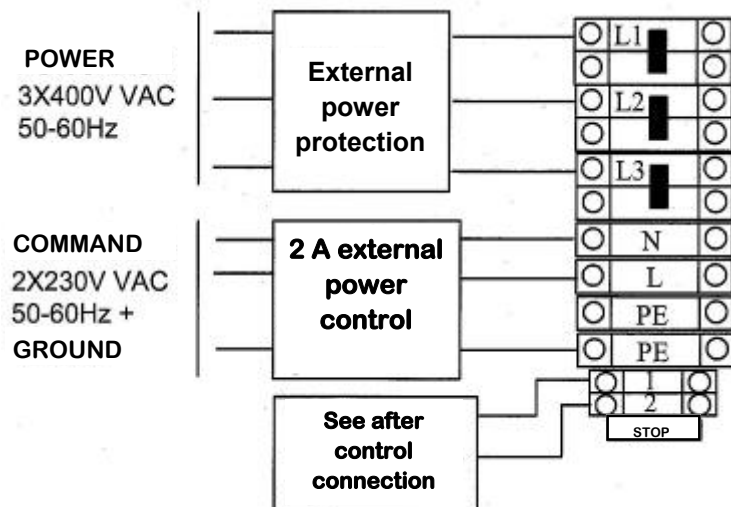 POWER
3X400V VAC
50-60Hz
External
power
protection
L1
L2
L3
COMMAND
2X230V VAC
50-60Hz +
GROUND
2 A external
power
control
N
L
PE
PE
See after
control
connection
1
2
STOP